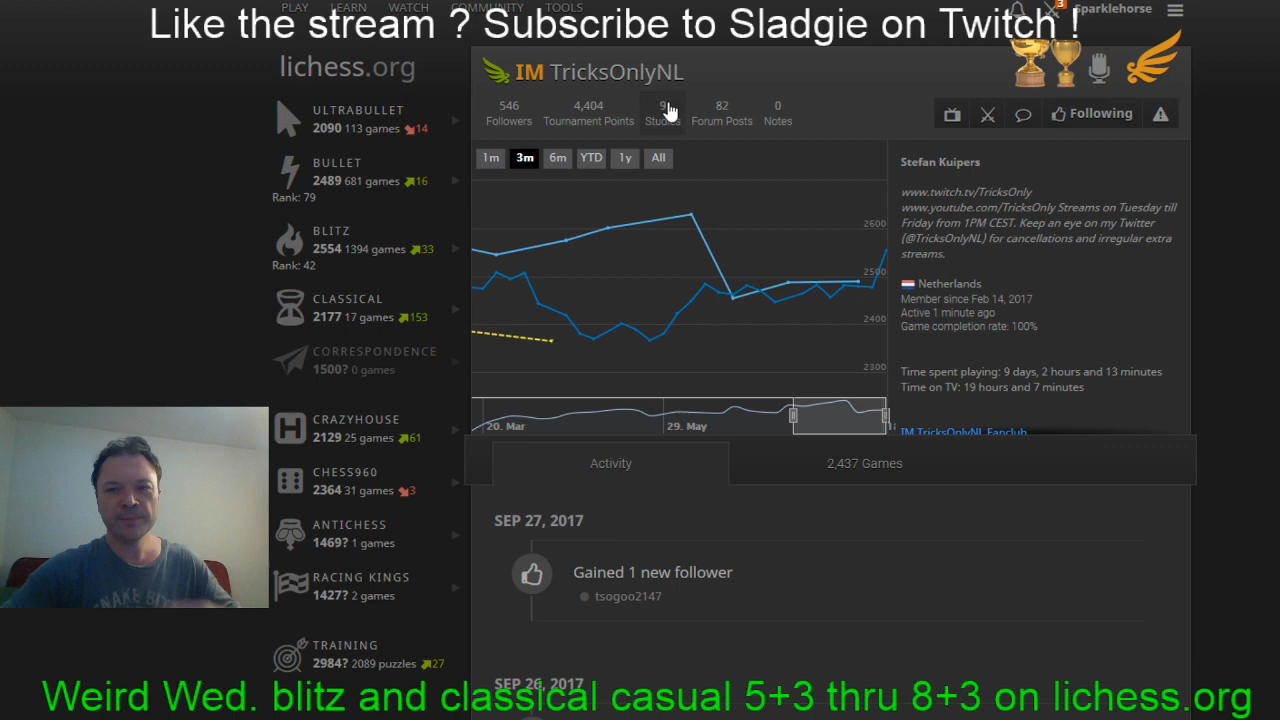 PLAY LEARN WATCH COMMUNITY TOOLS
3 Sparklehorse
Like the stream ? Subscribe to Sladgie on Twitch !
lichess.org
IM TricksOnlyNL
546 Followers
4,404 Tournament Points
9 Studies
82 Forum Posts
0 Notes
Following
ULTRABULLET
2090 113 games 14
BULLET
2489 681 games 16
Rank: 79
BLITZ
2554 1394 games 33
Rank: 42
CLASSICAL
2177 17 games 153
CORRESPONDENCE
1500? 0 games
CRAZYHOUSE
2129 25 games 61
CHESS960
2364 31 games 3
ANTICHESS
1469? 1 games
RACING KINGS
1427? 2 games
TRAINING
2984? 2089 puzzles 27
1m 3m 6m YTD 1y All
2600
2500
2400
2300
20. Mar
29. May
Stefan Kuipers
www.twitch.tv/TricksOnly
www.youtube.com/TricksOnly Streams on Tuesday till
Friday from 1PM CEST. Keep an eye on my Twitter
(@TricksOnlyNL) for cancellations and irregular extra
streams.
Netherlands
Member since Feb 14, 2017
Active 1 minute ago
Game completion rate: 100%
Time spent playing: 9 days, 2 hours and 13 minutes
Time on TV: 19 hours and 7 minutes
IM TricksOnlyNL Fanclub
Activity
2,437 Games
SEP 27, 2017
Gained 1 new follower
tsogoo2147
SEP 26, 2017
Weird Wed. blitz and classical casual 5+3 thru 8+3 on lichess.org